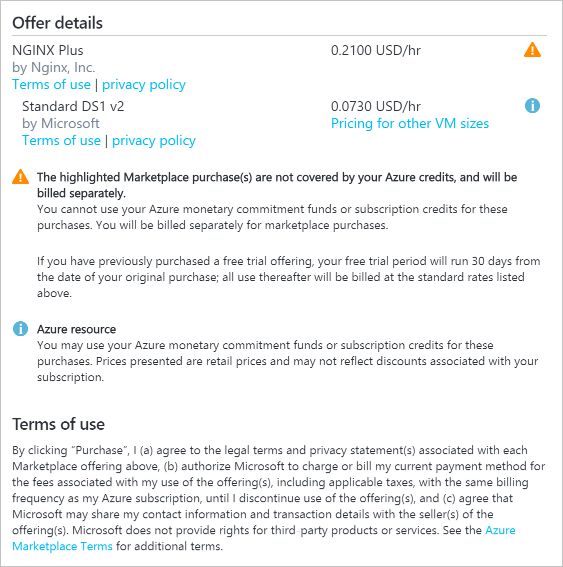 Offer details
NGINX Plus 0.2100 USD/hr
by Nginx, Inc.
Terms of use | privacy policy
Standard DS1 v2 0.0730 USD/hr
by Microsoft Pricing for other VM sizes
Terms of use | privacy policy
The highlighted Marketplace purchase(s) are not covered by your Azure credits, and will be
billed separately.
You cannot use your Azure monetary commitment funds or subscription credits for these
purchases. You will be billed separately for marketplace purchases.
If you have previously purchased a free trial offering, your free trial period will run 30 days from
the date of your original purchase; all use thereafter will be billed at the standard rates listed
above.
Azure resource
You may use your Azure monetary commitment funds or subscription credits for these
purchases. Prices presented are retail prices and may not reflect discounts associated with your
subscription.
Terms of use
By clicking "Purchase", I (a) agree to the legal terms and privacy statement(s) associated with each
Marketplace offering above, (b) authorize Microsoft to charge or bill my current payment method for
the fees associated with my use of the offering(s), including applicable taxes, with the same billing
frequency as my Azure subscription, until I discontinue use of the offering(s), and (c) agree that
Microsoft may share my contact information and transaction details with the seller(s) of the
offering(s). Microsoft does not provide rights for third-party products or services. See the Azure
Marketplace Terms for additional terms.